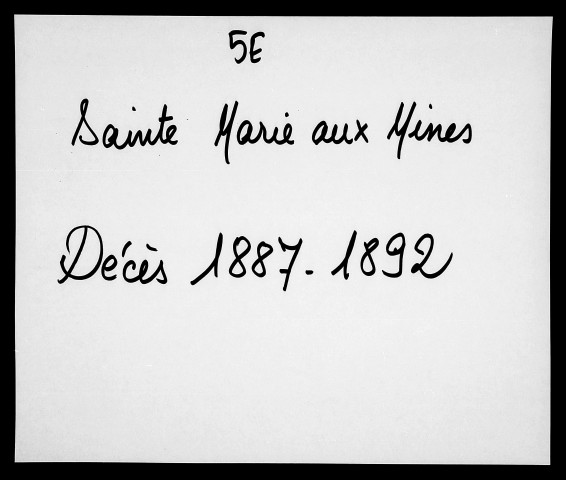 5E
Sainte Marie aux Mines
Décès 1887-1892